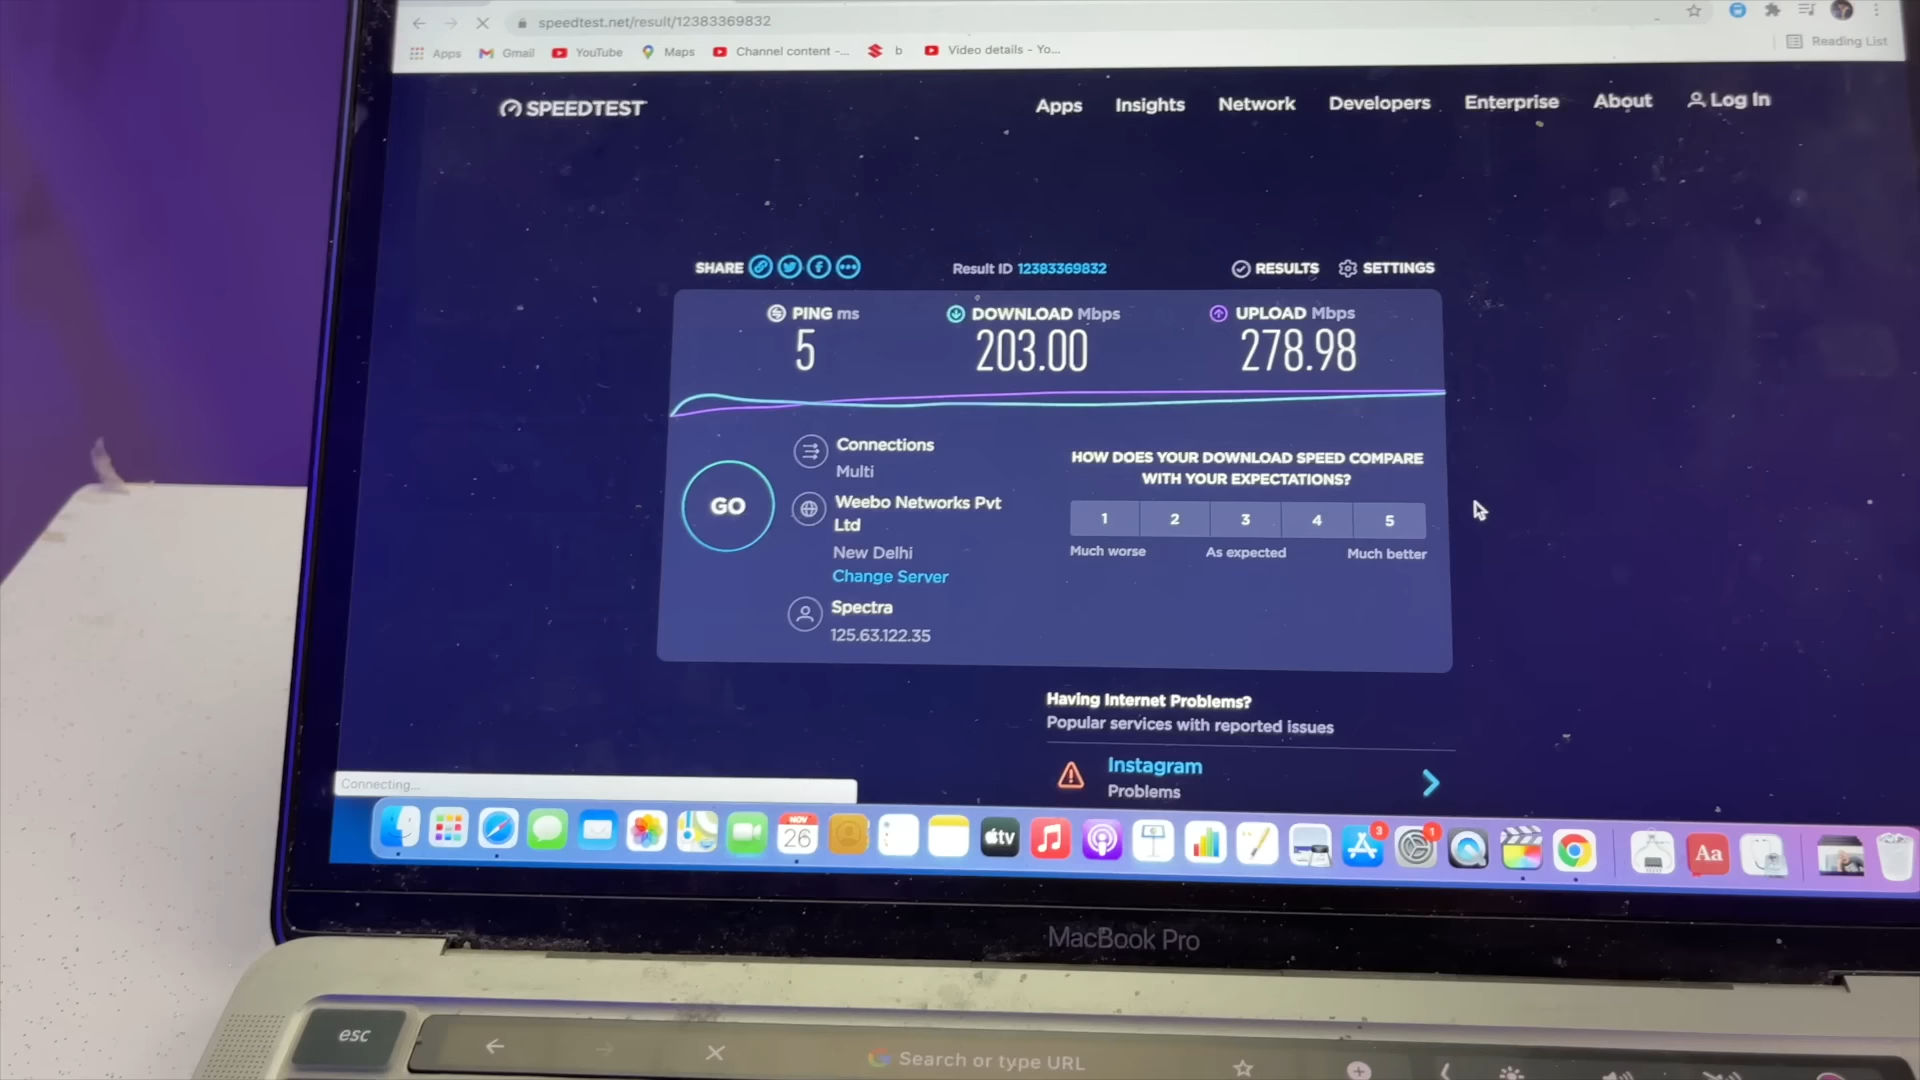 speedtest.net/result/12383369832
Apps Gmail YouTube Maps Channel content -... b Video details - Yo... Reading List
SPEEDTEST
Apps Insights Network Developers Enterprise About Log In
SHARE Result ID 12383369832 RESULTS SETTINGS
PING ms DOWNLOAD Mbps UPLOAD Mbps
5 203.00 278.98
Connections
Multi
Weebo Networks Pvt
Ltd
New Delhi
Change Server
Spectra
125.63.122.35
GO
HOW DOES YOUR DOWNLOAD SPEED COMPARE
WITH YOUR EXPECTATIONS?
1 2 3 4 5
Much worse As expected Much better
Having Internet Problems?
Popular services with reported issues
Instagram
Problems
Connecting...
NOV
26
tv
3
1
Aa
MacBook Pro
esc
Search or type URL